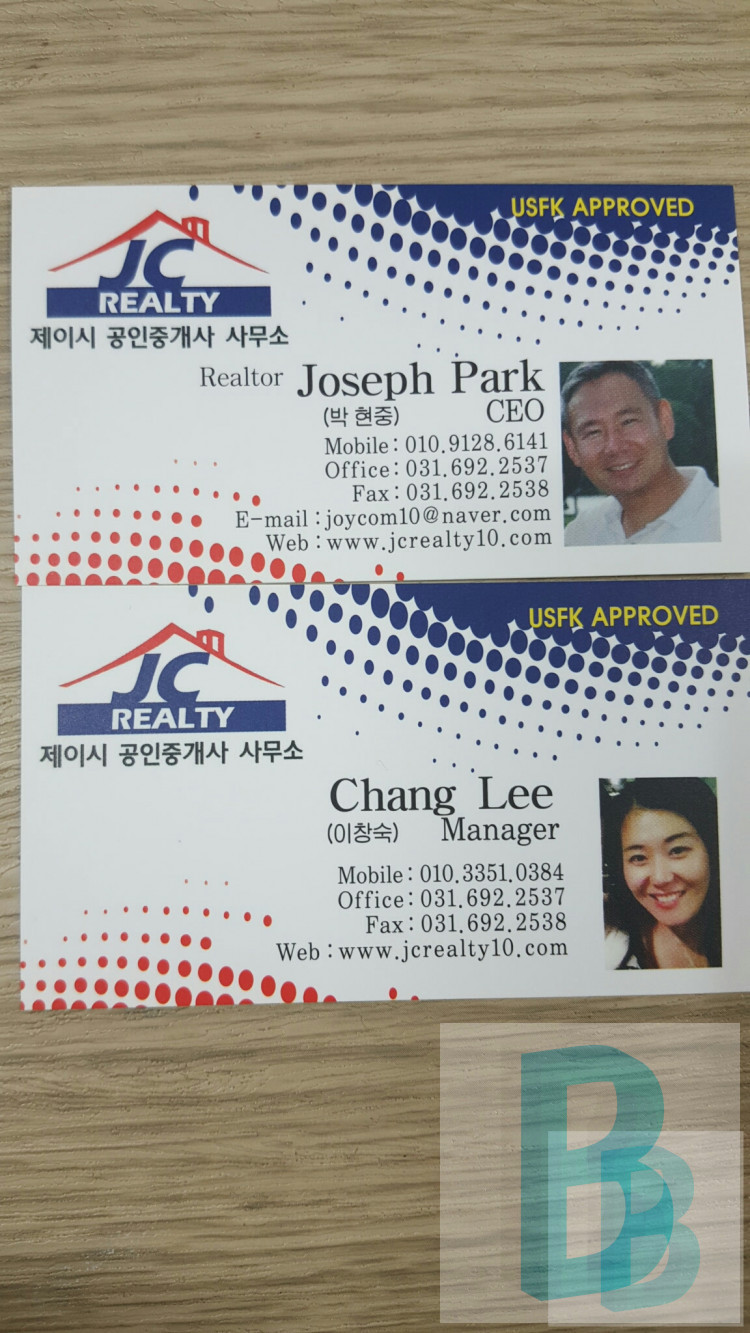 USFK APPROVED
JC
REALTY
제이시 공인중개사 사무소
Realtor Joseph Park
(박 현중) CEO
Mobile : 010.9128.6141
Office : 031.692.2537
Fax : 031.692.2538
E-mail : joycom10@naver.com
Web : www.jcrealty10.com
USFK APPROVED
JC
REALTY
제이시 공인중개사 사무소
Chang Lee
(이창숙) Manager
Mobile : 010.3351.0384
Office : 031.692.2537
Fax : 031.692.2538
Web : www.jcrealty10.com
B
B